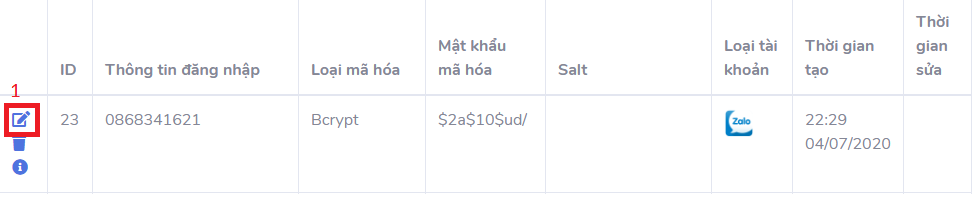 ID
Thông tin đăng nhập
Loại mã hóa
Mật khẩu
mã hóa
Salt
Loại tài
khoản
Thời gian
tạo
Thời
gian
sửa
1
23
0868341621
Bcrypt
$2a$10$ud/
Zalo
22:29
04/07/2020